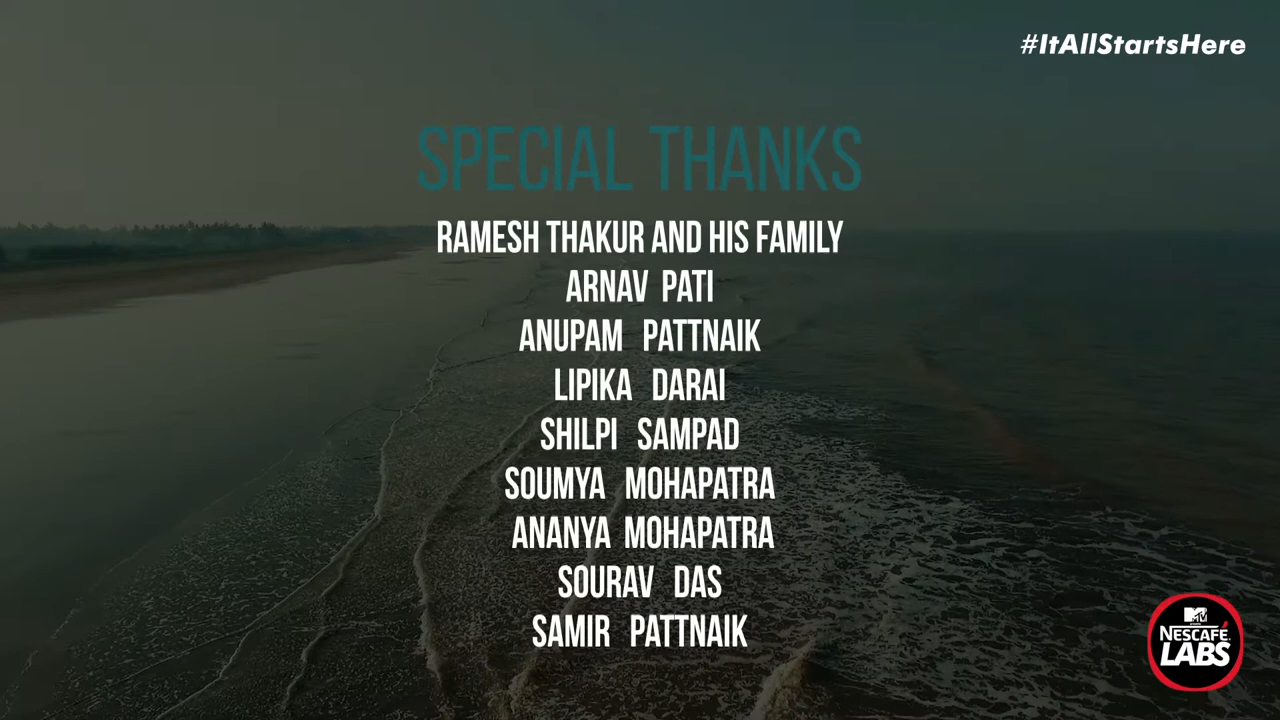 #ItAllStartsHere
SPECIAL THANKS
RAMESH THAKUR AND HIS FAMILY
ARNAV PATI
ANUPAM PATTNAIK
LIPIKA DARAI
SHILPI SAMPAD
SOUMYA MOHAPATRA
ANANYA MOHAPATRA
SOURAV DAS
SAMIR PATTNAIK
MTV
NESCAFÉ.
LABS